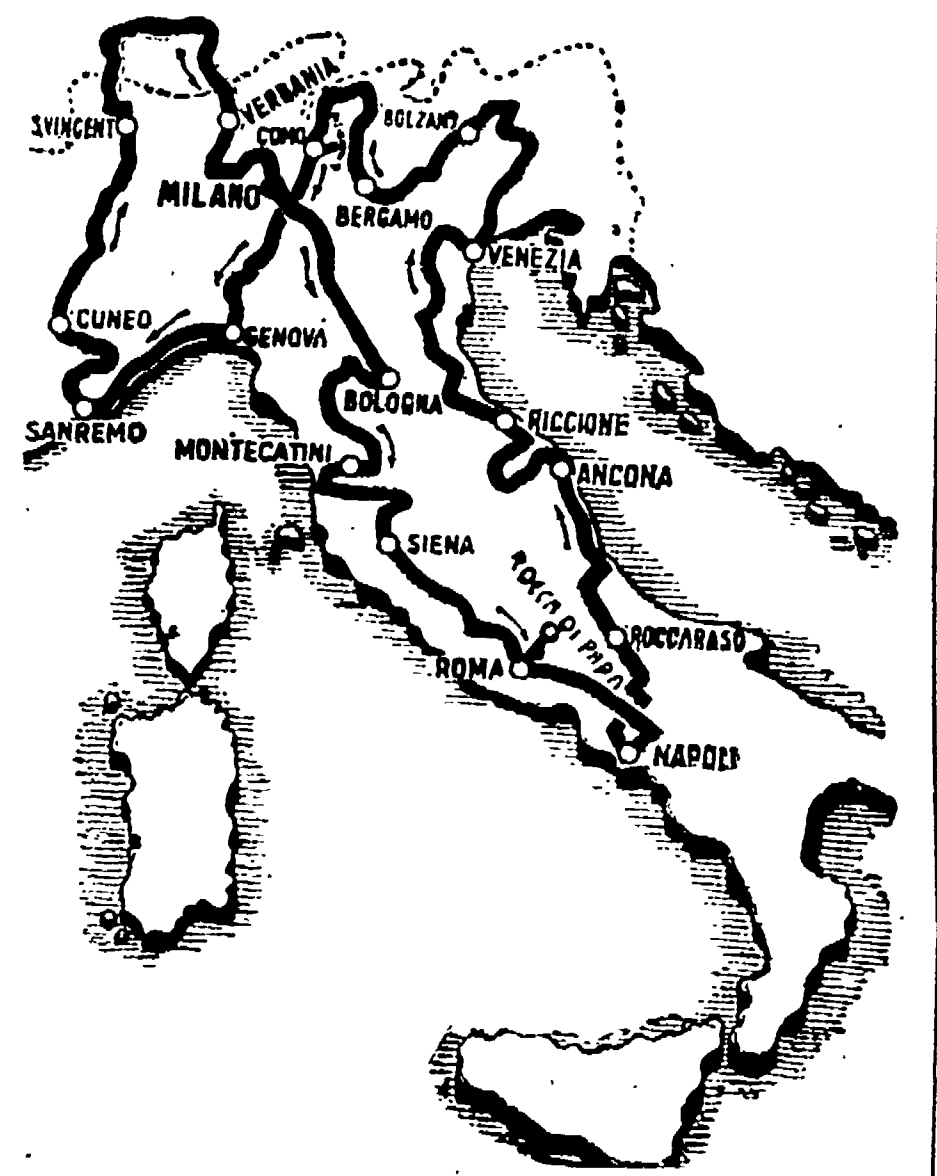 VERBANIA
S.VINCENT
COMO
BOLZANO
MILANO
BERGAMO
VENEZIA
CUNEO
GENOVA
BOLOGNA
SANREMO
RICCIONE
MONTECATINI
ANCONA
SIENA
ROCCA DI PAPA
ROCCARASO
ROMA
NAPOLI